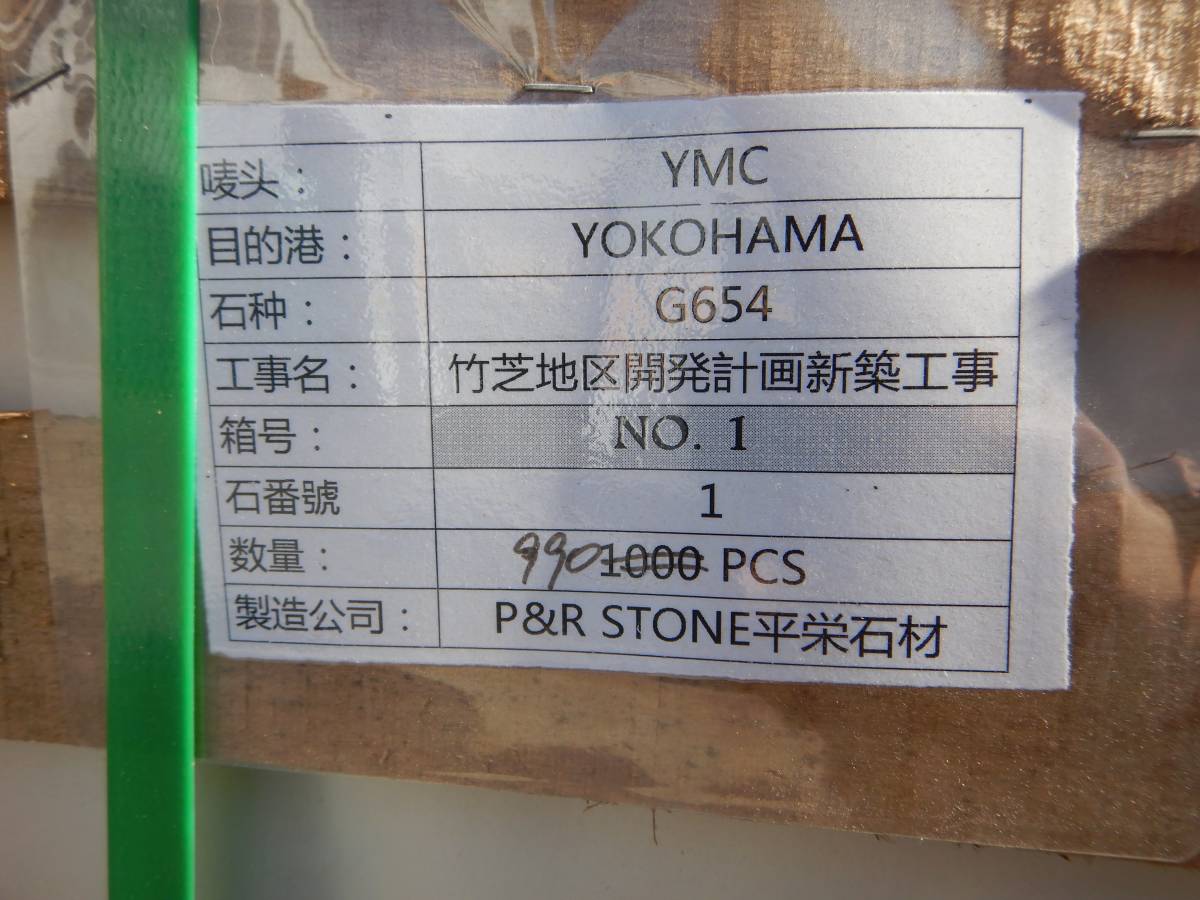 唛头： YMC
目的港： YOKOHAMA
石种： G654
工事名： 竹芝地区開発計画新築工事
箱号： NO. 1
石番號 1
数量： 990 1000 PCS
製造公司： P&R STONE平栄石材